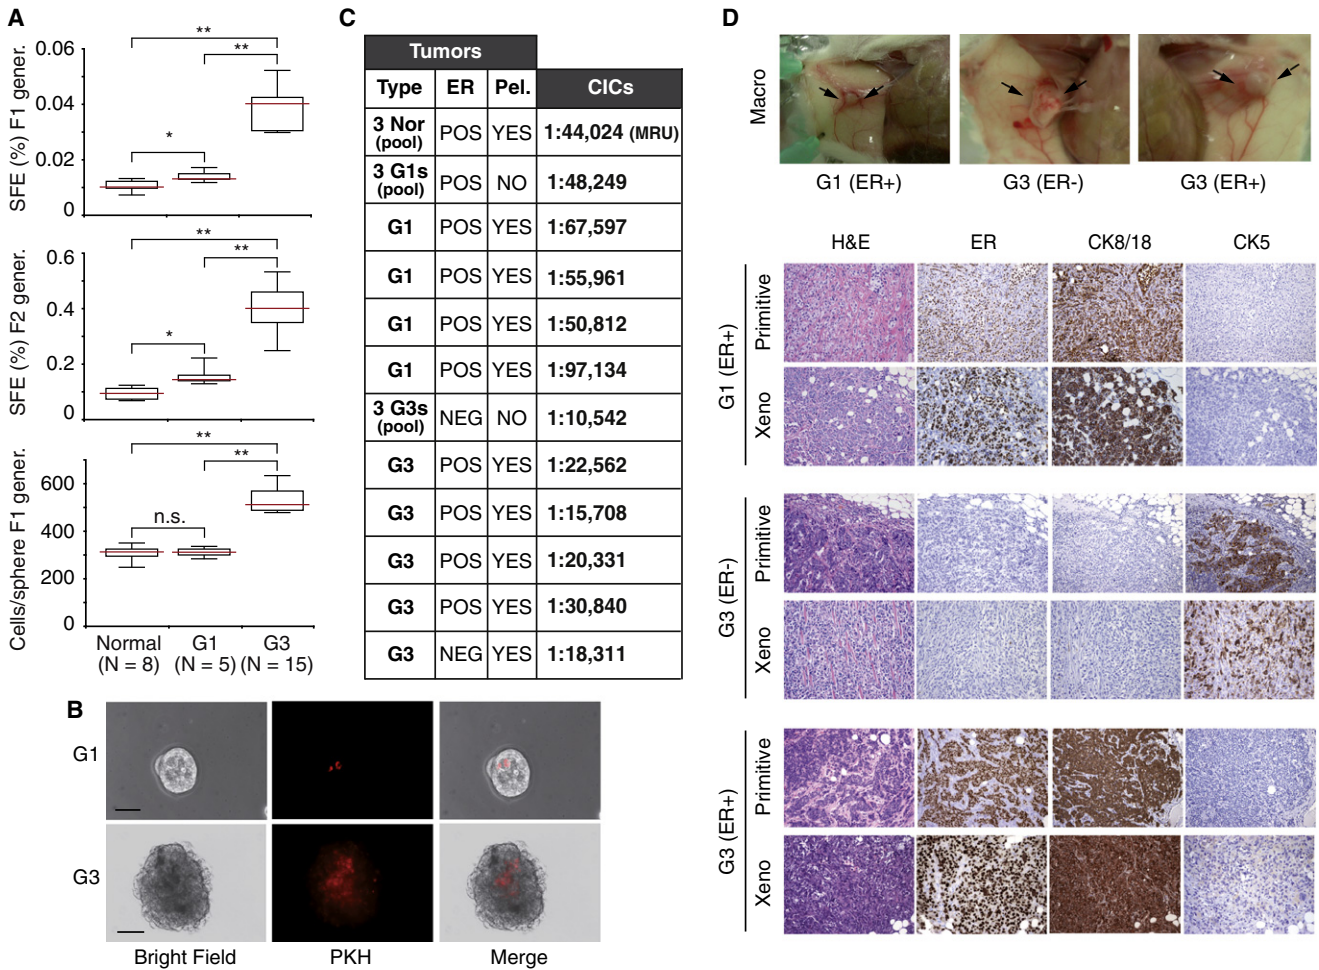 A
0.06
0.04
0.02
0
SFE (%) F1 gener.
**
**
*
0.6
0.4
0.2
0
SFE (%) F2 gener.
**
**
*
600
400
200
0
Cells/sphere F1 gener.
**
**
n.s.
Normal G1 G3
(N = 8) (N = 5) (N = 15)
B
G1
G3
Bright Field PKH Merge
C
Tumors
Type ER Pel. CICs
3 Nor (pool) POS YES 1:44,024 (MRU)
3 G1s (pool) POS NO 1:48,249
G1 POS YES 1:67,597
G1 POS YES 1:55,961
G1 POS YES 1:50,812
G1 POS YES 1:97,134
3 G3s (pool) NEG NO 1:10,542
G3 POS YES 1:22,562
G3 POS YES 1:15,708
G3 POS YES 1:20,331
G3 POS YES 1:30,840
G3 NEG YES 1:18,311
D
Macro
G1 (ER+) G3 (ER-) G3 (ER+)
H&E ER CK8/18 CK5
G1 (ER+)
Primitive
Xeno
G3 (ER-)
Primitive
Xeno
G3 (ER+)
Primitive
Xeno